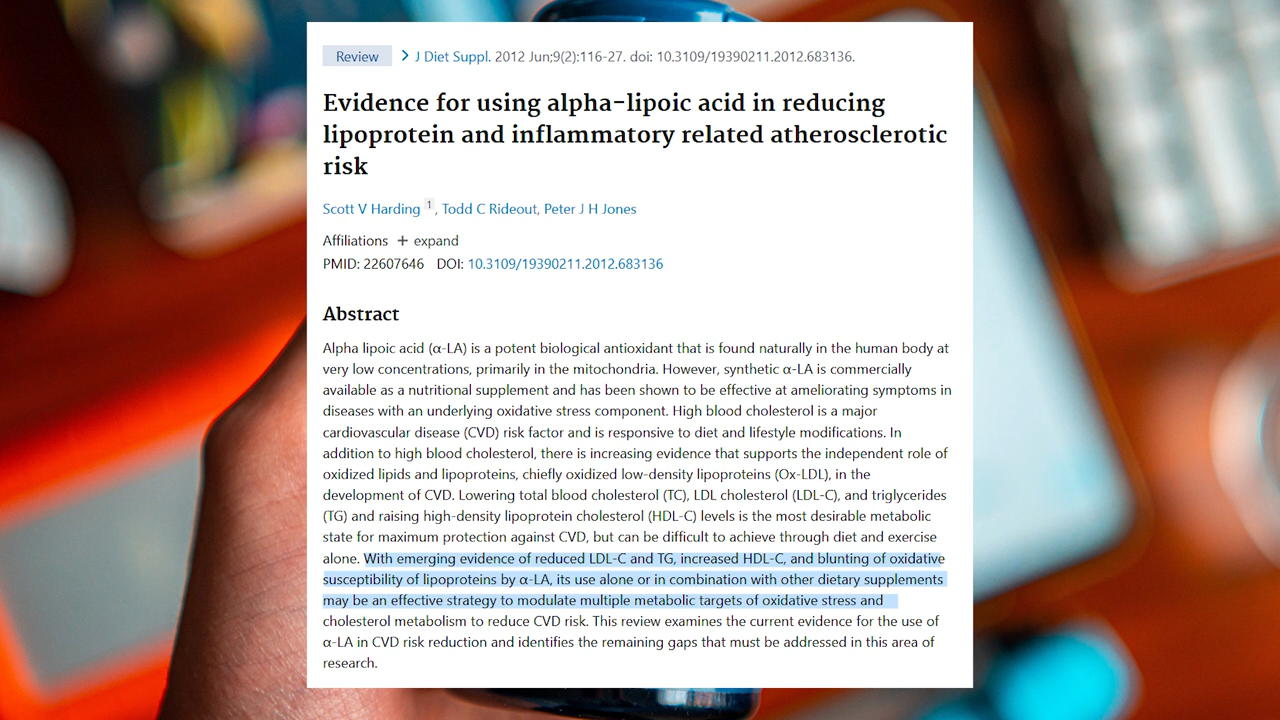 Review > J Diet Suppl. 2012 Jun;9(2):116-27. doi: 10.3109/19390211.2012.683136.
Evidence for using alpha-lipoic acid in reducing
lipoprotein and inflammatory related atherosclerotic
risk
Scott V Harding 1, Todd C Rideout, Peter J H Jones
Affiliations + expand
PMID: 22607646 DOI: 10.3109/19390211.2012.683136
Abstract
Alpha lipoic acid (α-LA) is a potent biological antioxidant that is found naturally in the human body at
very low concentrations, primarily in the mitochondria. However, synthetic α-LA is commercially
available as a nutritional supplement and has been shown to be effective at ameliorating symptoms in
diseases with an underlying oxidative stress component. High blood cholesterol is a major
cardiovascular disease (CVD) risk factor and is responsive to diet and lifestyle modifications. In
addition to high blood cholesterol, there is increasing evidence that supports the independent role of
oxidized lipids and lipoproteins, chiefly oxidized low-density lipoproteins (Ox-LDL), in the
development of CVD. Lowering total blood cholesterol (TC), LDL cholesterol (LDL-C), and triglycerides
(TG) and raising high-density lipoprotein cholesterol (HDL-C) levels is the most desirable metabolic
state for maximum protection against CVD, but can be difficult to achieve through diet and exercise
alone. With emerging evidence of reduced LDL-C and TG, increased HDL-C, and blunting of oxidative
susceptibility of lipoproteins by α-LA, its use alone or in combination with other dietary supplements
may be an effective strategy to modulate multiple metabolic targets of oxidative stress and
cholesterol metabolism to reduce CVD risk. This review examines the current evidence for the use of
α-LA in CVD risk reduction and identifies the remaining gaps that must be addressed in this area of
research.